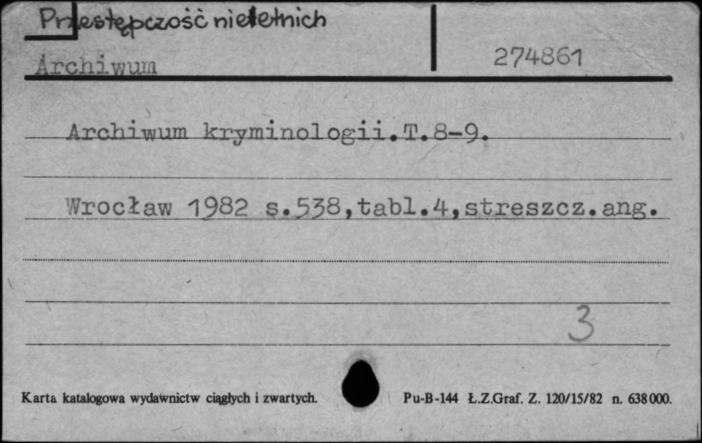 Przestępczość nieletnich
Archiwum 274861
Archiwum kryminologii.T.8-9.
Wrocław 1982 s.538,tabl.4,streszcz.ang.
3
Karta katalogowa wydawnictw ciągłych i zwartych. Pu-B-144 Ł.Z.Graf. Z. 120/15/82 n. 638000.